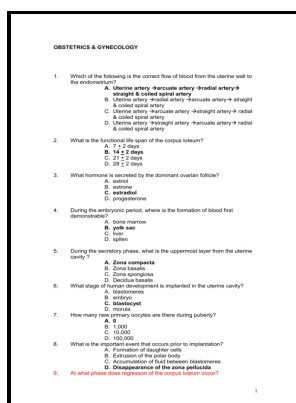 OBSTETRICS & GYNECOLOGY
1. Which of the following is the correct flow of blood from the uterine wall to
the endometrium?
A. Uterine artery →arcuate artery →radial artery→
straight & coiled spiral artery
B. Uterine artery →radial artery →arcuate artery→ straight
& coiled spiral artery
C. Uterine artery →arcuate artery →straight artery→ radial
& coiled spiral artery
D. Uterine artery →straight artery →arcuate artery→ radial
& coiled spiral artery
2. What is the functional life span of the corpus luteum?
A. 7 + 2 days
B. 14 + 2 days
C. 21 + 2 days
D. 28 + 2 days
3. What hormone is secreted by the dominant ovarian follicle?
A. estriol
B. estrone
C. estradiol
D. progesterone
4. During the embryonic period, where is the formation of blood first
demonstrable?
A. bone marrow
B. yolk sac
C. liver
D. spleen
5. During the secretory phase, what is the uppermost layer from the uterine
cavity ?
A. Zona compacta
B. Zona basalis
C. Zona spongiosa
D. Decidus basalis
6. What stage of human development is implanted in the uterine cavity?
A. blastomeres
B. embryo
C. blastocyst
D. morula
7. How many new primary oocytes are there during puberty?
A. 0
B. 1,000
C. 10,000
D. 100,000
8. What is the important event that occurs prior to implantation?
A. Formation of daughter cells
B. Extrusion of the polar body
C. Accumulation of fluid between blastomeres
D. Disappearance of the zona pellucida
9. At what phase does regression of the corpus luteum occur?
1